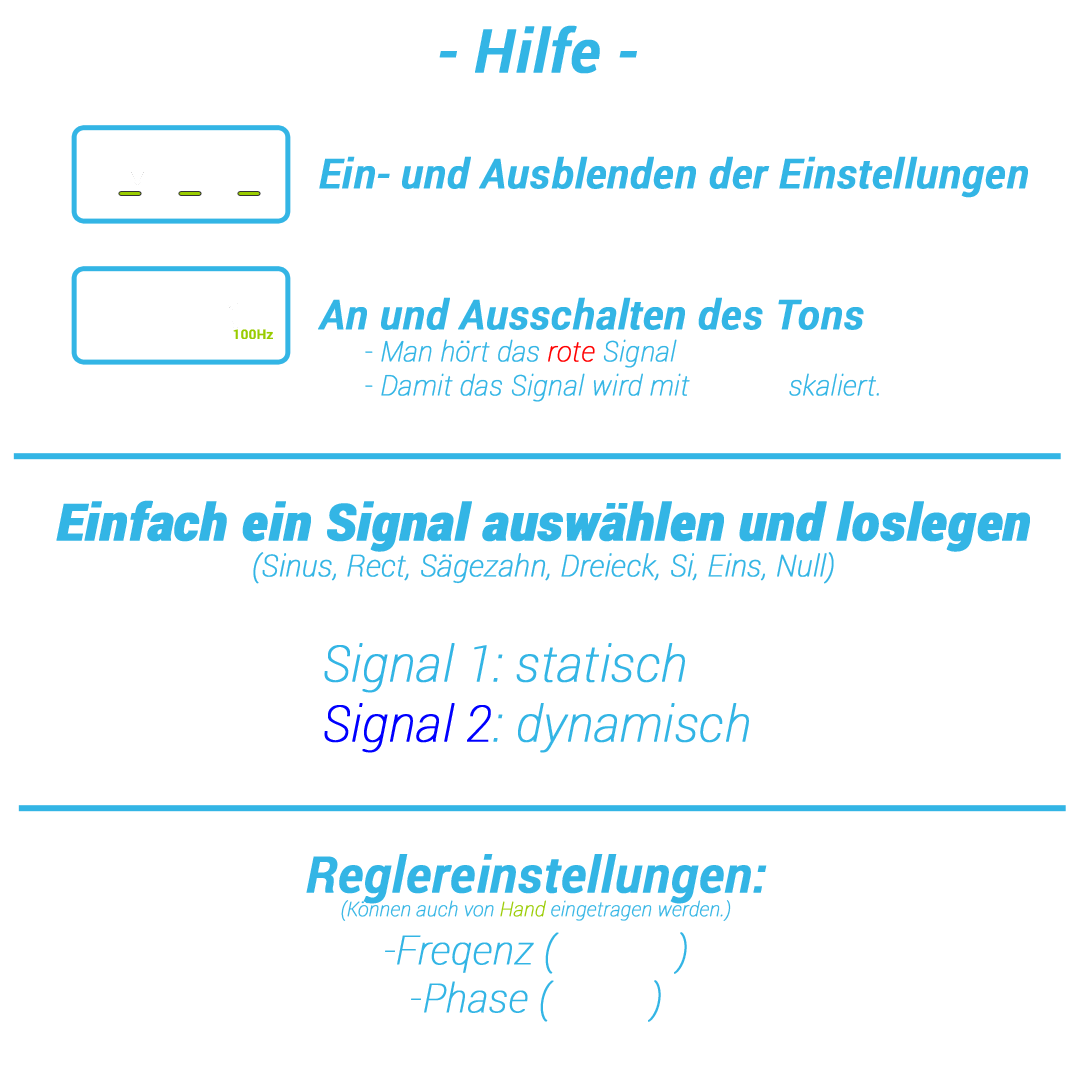 - Hilfe -
Ein- und Ausblenden der Einstellungen
100Hz
An und Ausschalten des Tons
- Man hört das rote Signal
- Damit das Signal wird mit skaliert.
Einfach ein Signal auswählen und loslegen
(Sinus, Rect, Sägezahn, Dreieck, Si, Eins, Null)
Signal 1: statisch
Signal 2: dynamisch
Reglereinstellungen:
(Können auch von Hand eingetragen werden.)
-Freqenz ( )
-Phase ( )